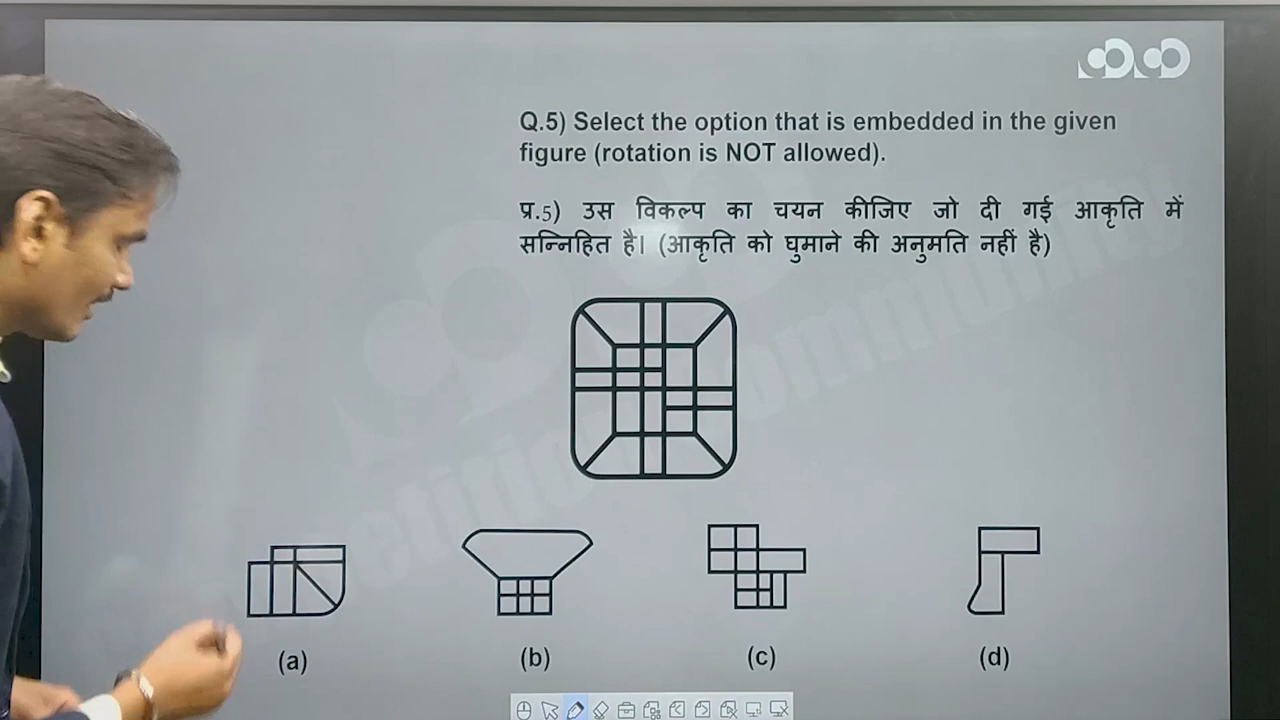 Q.5) Select the option that is embedded in the given
figure (rotation is NOT allowed).
प्र.5) उस विकल्प का चयन कीजिए जो दी गई आकृति में
सन्निहित है। (आकृति को घुमाने की अनुमति नहीं है)
(a) (b) (c) (d)